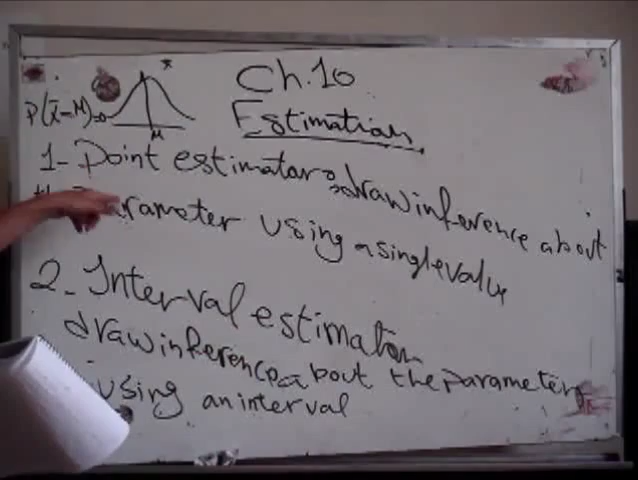 Ch.10
P(x̄-M)→0
M
Estimation
1- Point estimator: draw inference about
parameter using a single value
2- Interval estimation
draw inference about the parameter
using an interval